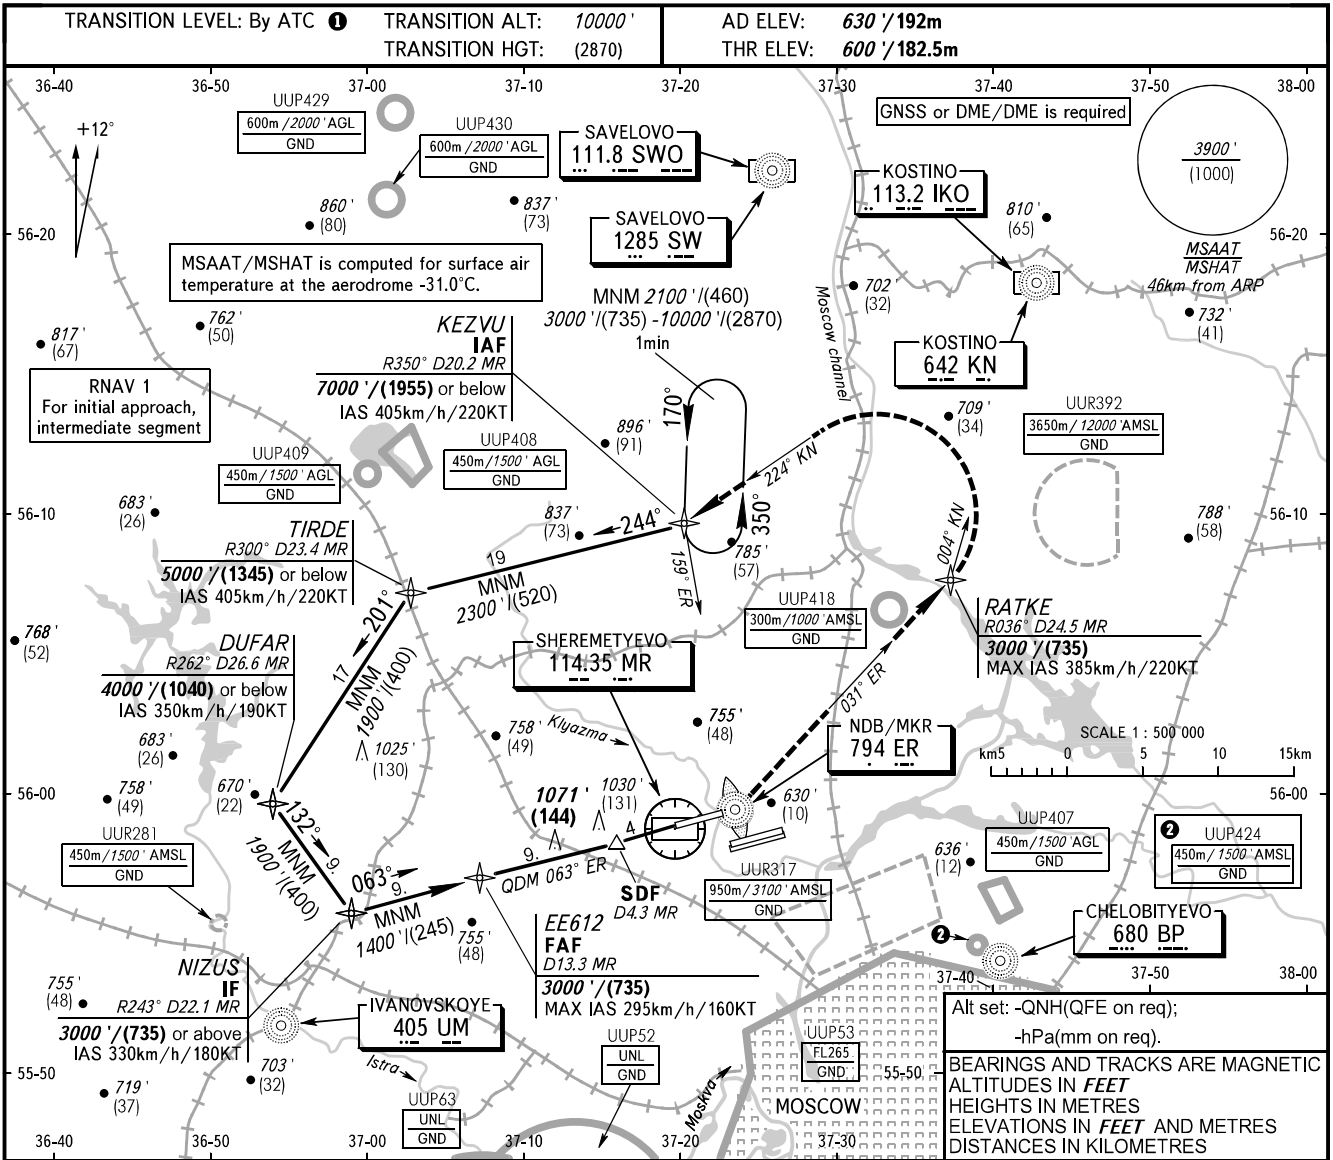 TRANSITION LEVEL: By ATC ❶
TRANSITION ALT: 10000 '
TRANSITION HGT: (2870)
AD ELEV: 630 '/192m
THR ELEV: 600 '/182.5m
36-40 36-50 37-00 37-10 37-20 37-30 37-40 37-50 38-00
+12°
UUP429
600m/2000 'AGL
GND
UUP430
600m/2000 'AGL
GND
SAVELOVO
111.8 SWO
SAVELOVO
1285 SW
GNSS or DME/DME is required
KOSTINO
113.2 IKO
3900 '
(1000)
MSAAT
MSHAT
46km from ARP
56-20
56-20
860 '
(80)
837 '
(73)
810 '
(65)
MSAAT/MSHAT is computed for surface air
temperature at the aerodrome -31.0°C.
MNM 2100 '/(460)
3000 '/(735) -10000 '/(2870)
1min
702 '
(32)
732 '
(41)
Moscow channel
KOSTINO
642 KN
762 '
(50)
817 '
(67)
KEZVU
IAF
R350° D20.2 MR
7000 '/(1955) or below
IAS 405km/h/220KT
RNAV 1
For initial approach,
intermediate segment
170°
350°
896 '
(91)
709 '
(34)
UUR392
3650m/12000 'AMSL
GND
UUP409
450m/1500 'AGL
GND
UUP408
450m/1500 'AGL
GND
224° KN
683 '
(26)
837 '
(73)
244°
785 '
(57)
788 '
(58)
56-10
56-10
004° KN
159° ER
TIRDE
R300° D23.4 MR
5000 '/(1345) or below
IAS 405km/h/220KT
19
MNM
2300 '/(520)
201°
17
MNM
1900 '/(400)
UUP418
300m/1000 'AMSL
GND
RATKE
R036° D24.5 MR
3000 '/(735)
MAX IAS 385km/h/220KT
768 '
(52)
DUFAR
R262° D26.6 MR
4000 '/(1040) or below
IAS 350km/h/190KT
SHEREMETYEVO
114.35 MR
031° ER
Klyazma
755 '
(48)
758 '
(49)
NDB/MKR
794 ER
SCALE 1 : 500 000
km5 0 5 10 15km
683 '
(26)
1025 '
(130)
758 '
(49)
670 '
(22)
1030 '
(131)
1071 '
(144)
630 '
(10)
56-00
56-00
132°
9.
MNM
1900 '/(400)
063°
9.
MNM
1400 '/(245)
9.
QDM 063° ER
4
SDF
D4.3 MR
UUR281
450m/1500 'AMSL
GND
UUR317
950m/3100 'AMSL
GND
636 '
(12)
UUP407
450m/1500 'AGL
GND
❷
UUP424
450m/1500 'AMSL
GND
❷
CHELOBITYEVO
680 BP
755 '
(48)
EE612
FAF
D13.3 MR
3000 '/(735)
MAX IAS 295km/h/160KT
NIZUS
IF
R243° D22.1 MR
3000 '/(735) or above
IAS 330km/h/180KT
755 '
(48)
IVANOVSKOYE
405 UM
703 '
(32)
719 '
(37)
Istra
UUP52
UNL
GND
UUP53
FL265
GND
UUP63
UNL
GND
Moskva
MOSCOW
37-40 37-50 38-00
55-50
55-50
Alt set: -QNH(QFE on req);
-hPa(mm on req).
BEARINGS AND TRACKS ARE MAGNETIC
ALTITUDES IN FEET
HEIGHTS IN METRES
ELEVATIONS IN FEET AND METRES
DISTANCES IN KILOMETRES
36-40 36-50 37-00 37-10 37-20 37-30